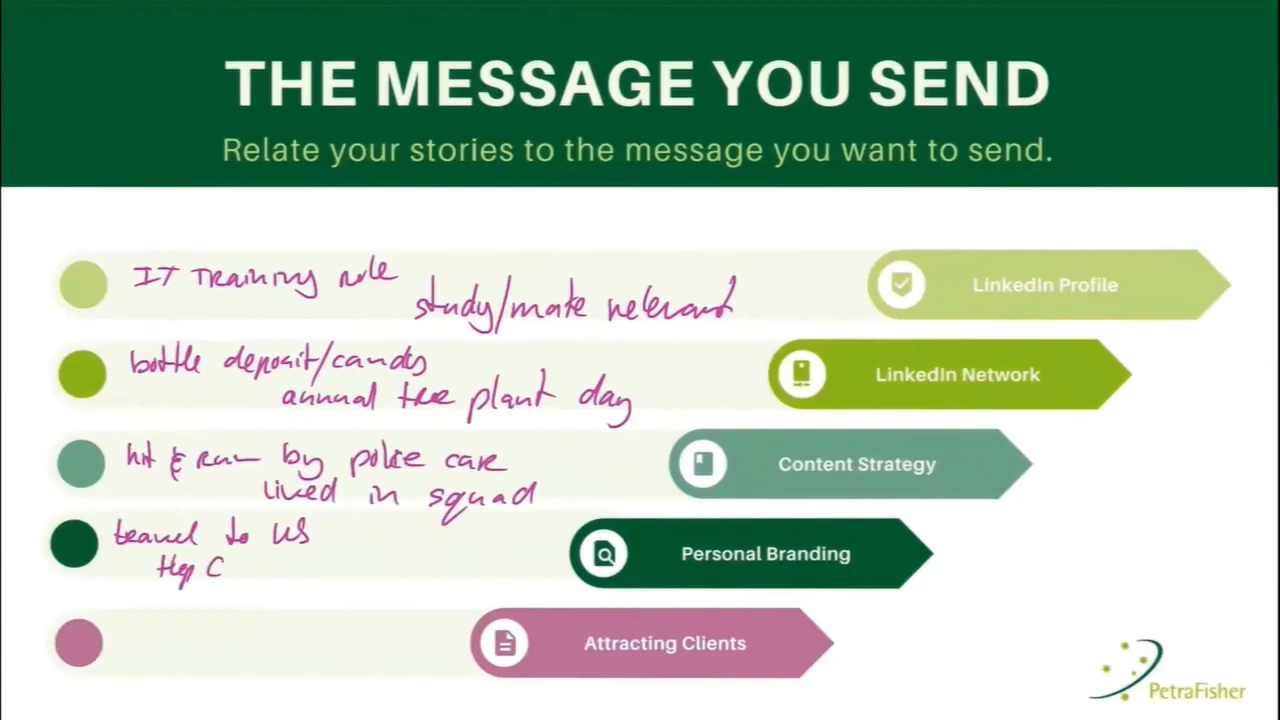 THE MESSAGE YOU SEND
Relate your stories to the message you want to send.
IT Training role
study/make relevant
LinkedIn Profile
bottle deposit/candy
annual tree plant day
LinkedIn Network
hit & run by police car
lived in squad
Content Strategy
travel to US
Hep C
Personal Branding
Attracting Clients
PetraFisher